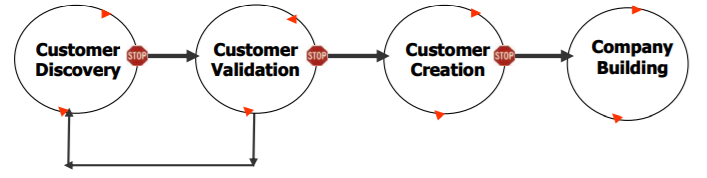 Customer
Discovery
STOP
Customer
Validation
STOP
Customer
Creation
STOP
Company
Building